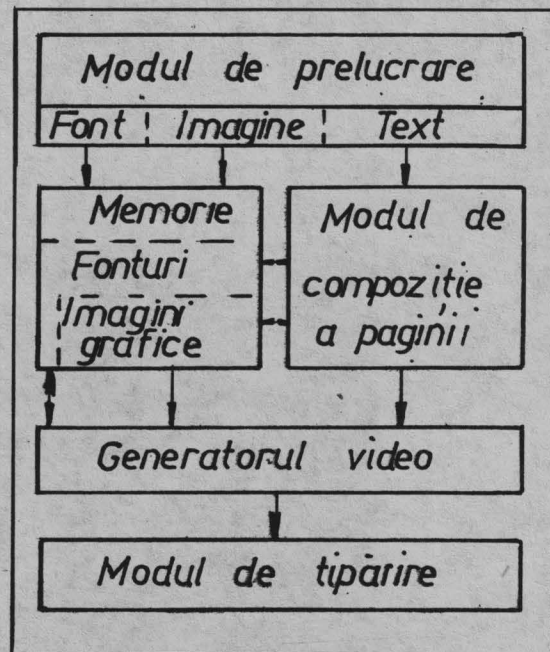 Modul de prelucrare
Font Imagine Text
Memorie
Fonturi
Imagini
grafice
Modul de
compoziție
a paginii
Generatorul video
Modul de tipărire